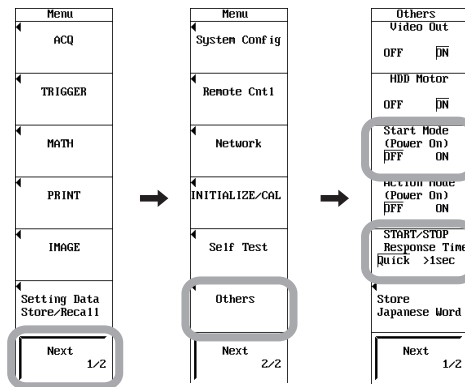 Menu
ACQ
TRIGGER
MATH
PRINT
IMAGE
Setting Data
Store/Recall
Next
1/2
Menu
System Config
Remote Cntl
Network
INITIALIZE/CAL
Self Test
Others
Next
2/2
Others
Video Out
OFF ON
HDD Motor
OFF ON
Start Mode
(Power On)
OFF ON
Action Mode
(Power On)
OFF ON
START/STOP
Response Time
Quick >1sec
Store
Japanese Word
Next
1/2